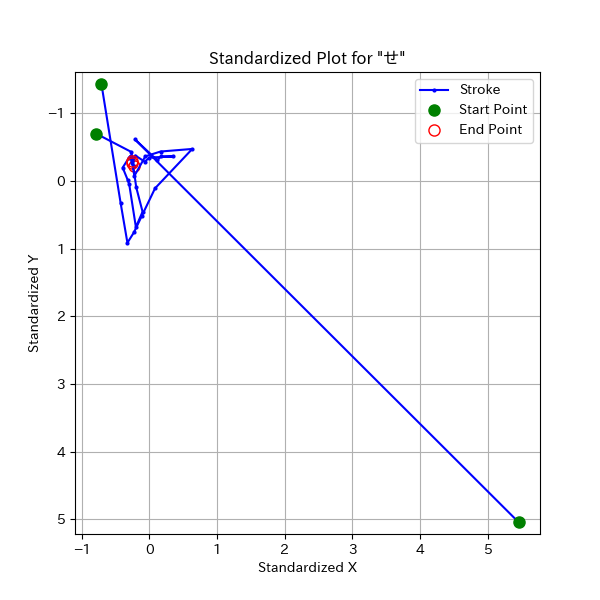 Standardized Plot for "せ"
Stroke
Start Point
End Point
−1
0
1
2
3
4
5
Standardized Y
−1 0 1 2 3 4 5
Standardized X